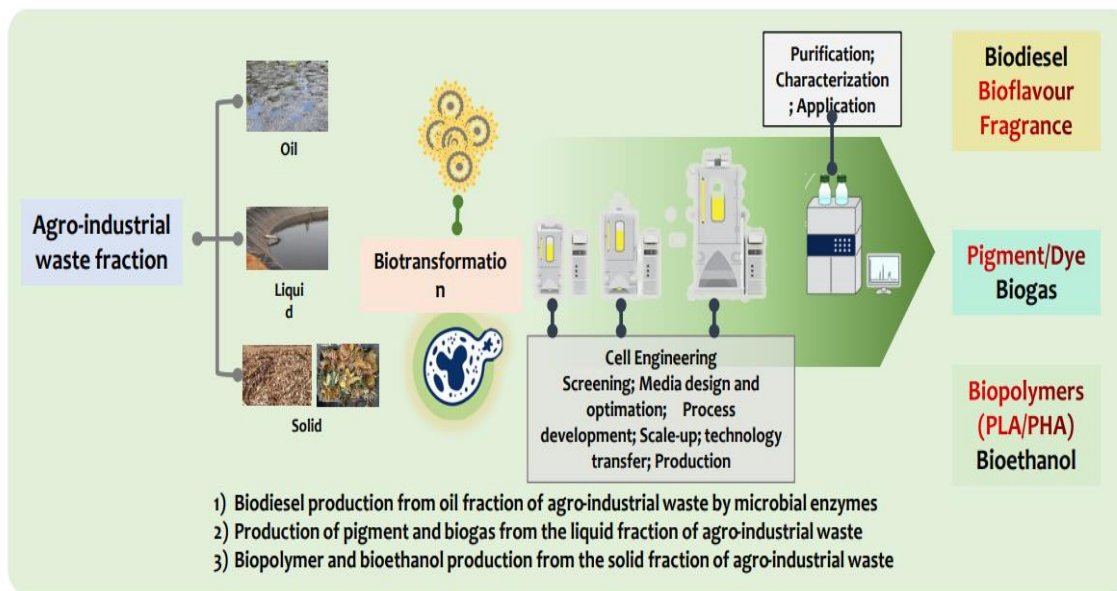 Agro-industrial
waste fraction
Oil
Liqui
d
Solid
Biotransformatio
n
Purification;
Characterization
; Application
Cell Engineering
Screening; Media design and
optimation; Process
development; Scale-up; technology
transfer; Production
Biodiesel
Bioflavour
Fragrance
Pigment/Dye
Biogas
Biopolymers
(PLA/PHA)
Bioethanol
1) Biodiesel production from oil fraction of agro-industrial waste by microbial enzymes
2) Production of pigment and biogas from the liquid fraction of agro-industrial waste
3) Biopolymer and bioethanol production from the solid fraction of agro-industrial waste